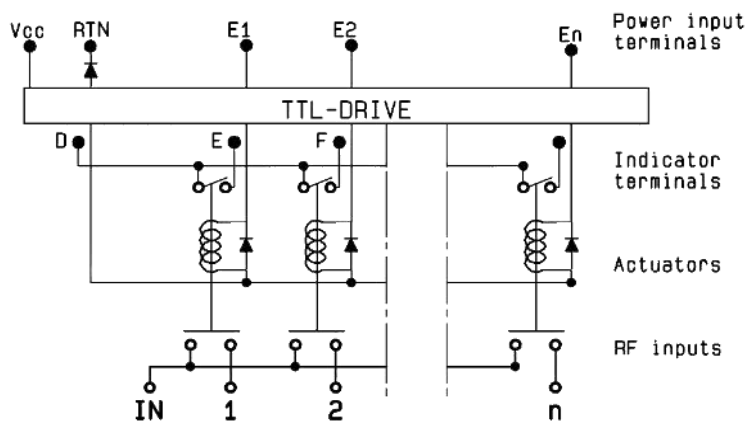 Vcc RTN E1 E2 En Power input
terminals
TTL-DRIVE
D E F Indicator
terminals
Actuators
RF inputs
IN 1 2 n